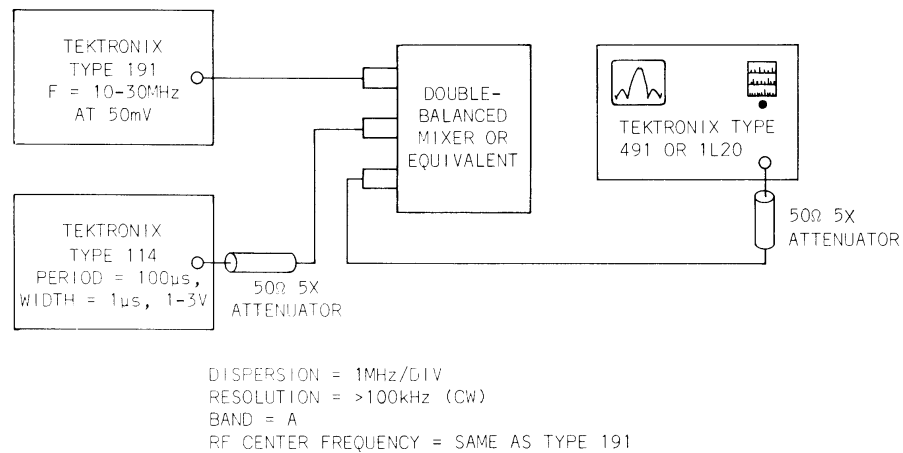 TEKTRONIX
TYPE 191
F = 10-30MHz
AT 50mV
DOUBLE-
BALANCED
MIXER OR
EQUIVALENT
TEKTRONIX TYPE
491 OR 1L20
50Ω 5X
ATTENUATOR
TEKTRONIX
TYPE 114
PERIOD = 100µs,
WIDTH = 1µs, 1-3V
50Ω 5X
ATTENUATOR
DISPERSION = 1MHz/DIV
RESOLUTION = >100kHz (CW)
BAND = A
RF CENTER FREQUENCY = SAME AS TYPE 191